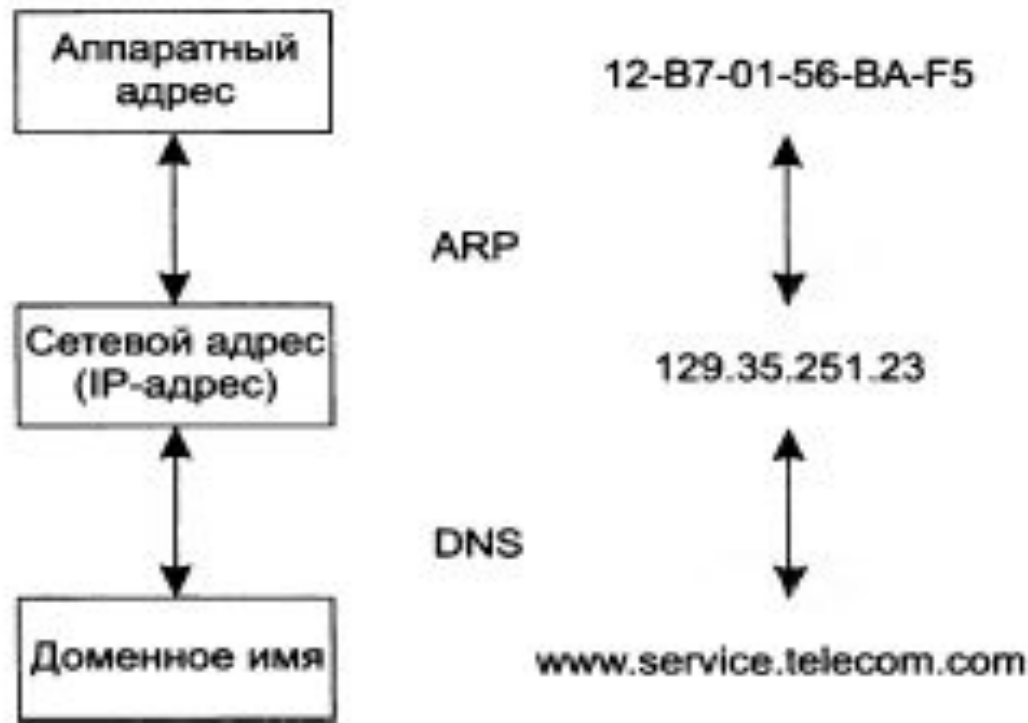 Аппаратный
адрес
12-B7-01-56-BA-F5
ARP
Сетевой адрес
(IP-адрес)
129.35.251.23
DNS
Доменное имя
www.service.telecom.com